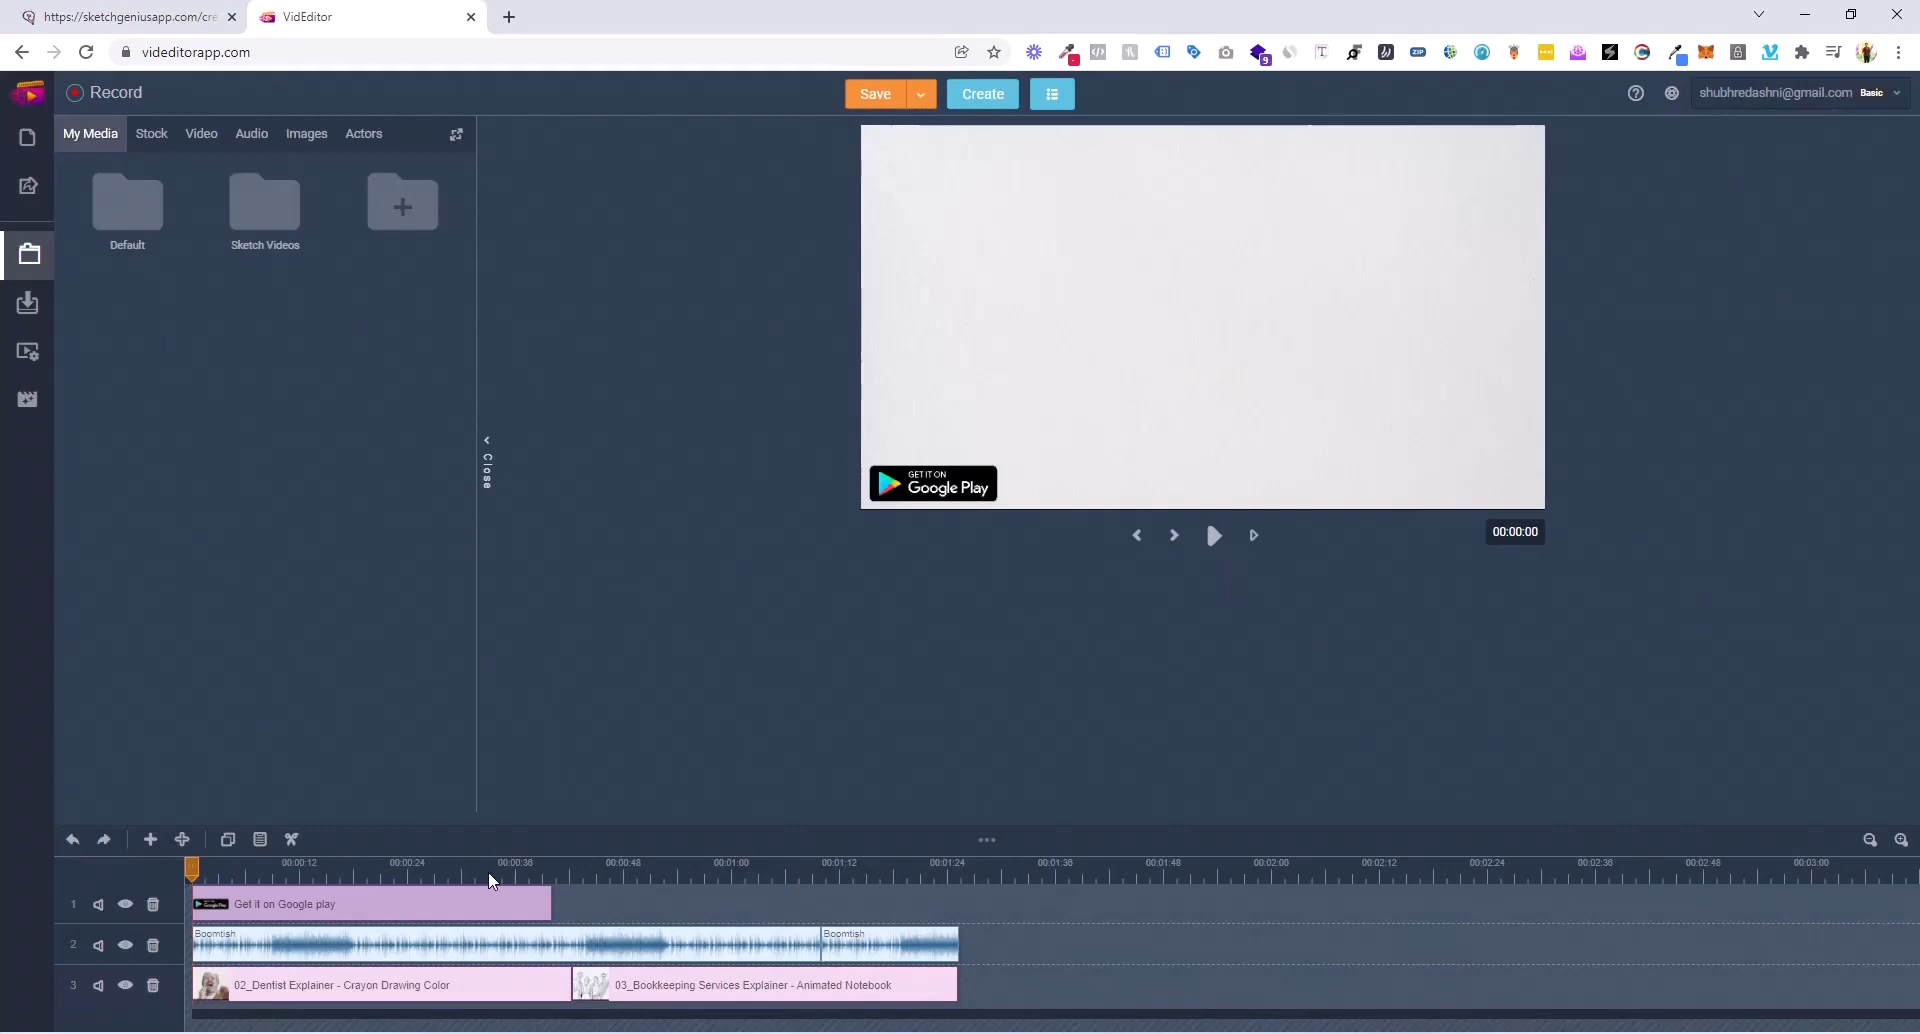 https://sketchgeniusapp.com/cre
VidEditor
videditorapp.com
ZIP
9
Record
Save
Create
shubhredashni@gmail.com Basic
My Media
Stock
Video
Audio
Images
Actors
Default
Sketch Videos
Close
GET IT ON
Google Play
00:00:00
00:00:12
00:00:24
00:00:36
00:00:48
00:01:00
00:01:12
00:01:24
00:01:36
00:01:48
00:02:00
00:02:12
00:02:24
00:02:36
00:02:48
00:03:00
1
Get it on Google play
2
Boomtish
Boomtish
3
02_Dentist Explainer - Crayon Drawing Color
03_Bookkeeping Services Explainer - Animated Notebook